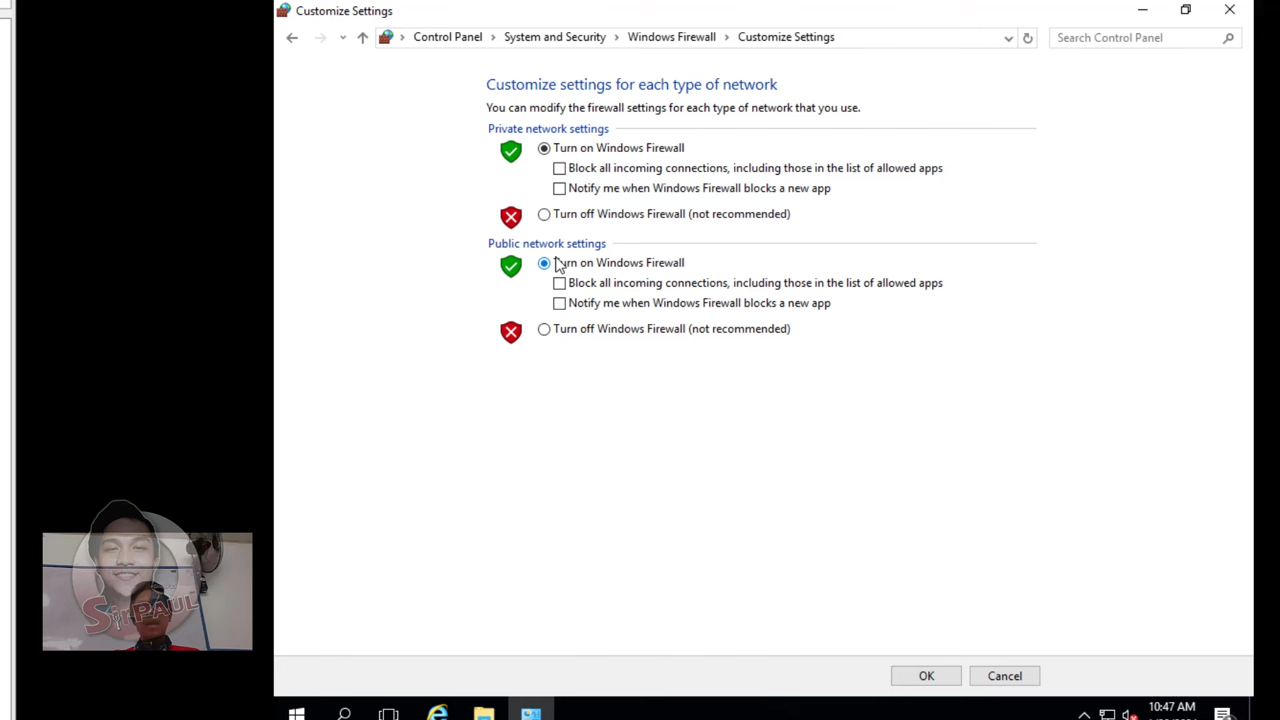 Customize Settings
Control Panel > System and Security > Windows Firewall > Customize Settings
Search Control Panel
Customize settings for each type of network
You can modify the firewall settings for each type of network that you use.
Private network settings
Turn on Windows Firewall
Block all incoming connections, including those in the list of allowed apps
Notify me when Windows Firewall blocks a new app
Turn off Windows Firewall (not recommended)
Public network settings
Turn on Windows Firewall
Block all incoming connections, including those in the list of allowed apps
Notify me when Windows Firewall blocks a new app
Turn off Windows Firewall (not recommended)
SirPAUL
OK
Cancel
10:47 AM